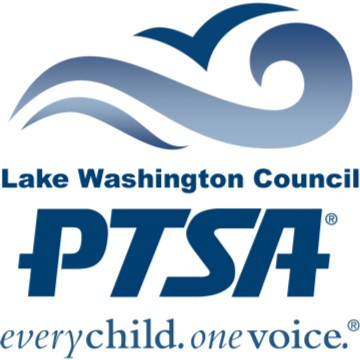 Lake Washington Council
PTSA®
everychild. onevoice.®